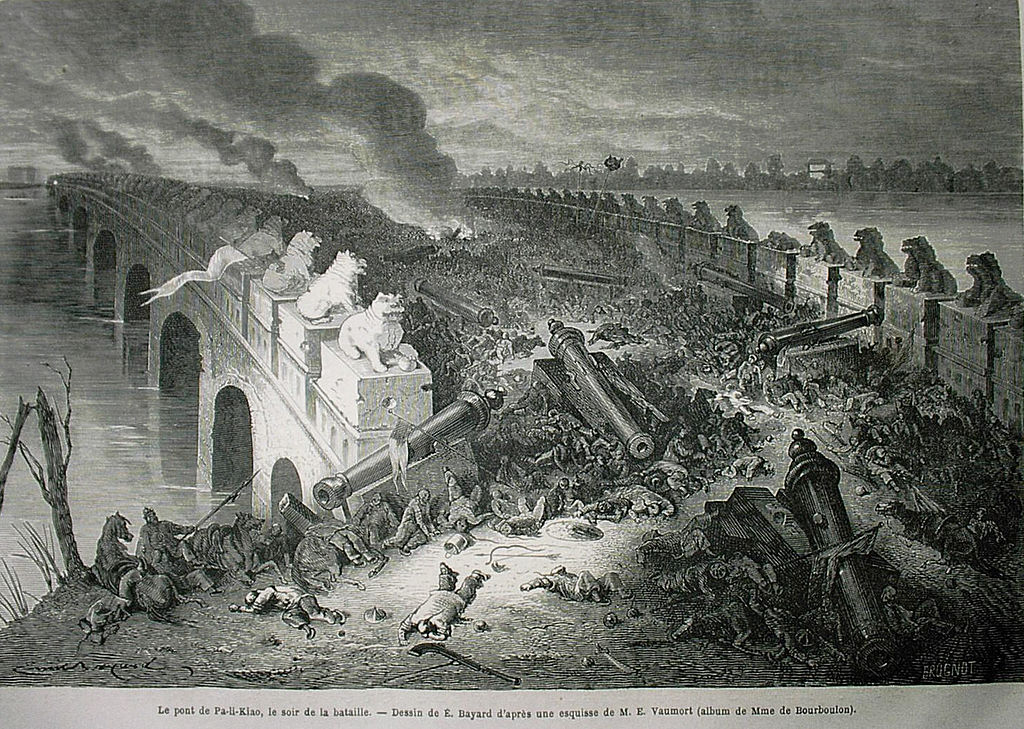 BRUGNOT
Le pont de Pa-li-Kiao, le soir de la bataille. — Dessin de É. Bayard d'après une esquisse de M. E. Vaumort (album de Mme de Bourboulon).